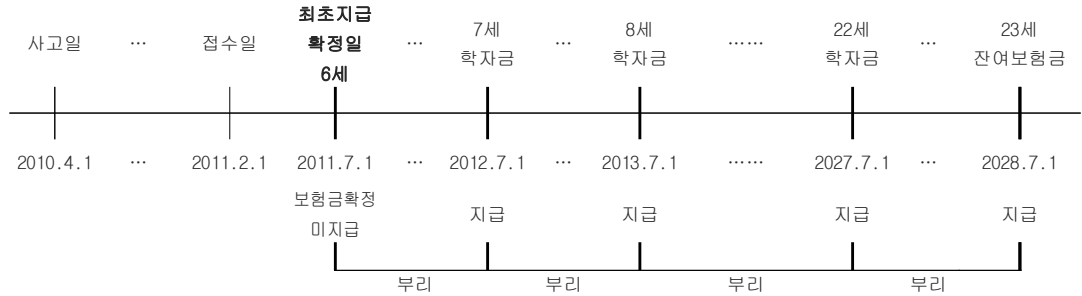 최초지급
확정일
6세
사고일 … 접수일 … 7세 학자금 … 8세 학자금 …… 22세 학자금 … 23세 잔여보험금
2010.4.1 … 2011.2.1 2011.7.1 … 2012.7.1 … 2013.7.1 …… 2027.7.1 … 2028.7.1
보험금확정
미지급
지급 지급 지급 지급
부리 부리 부리 부리